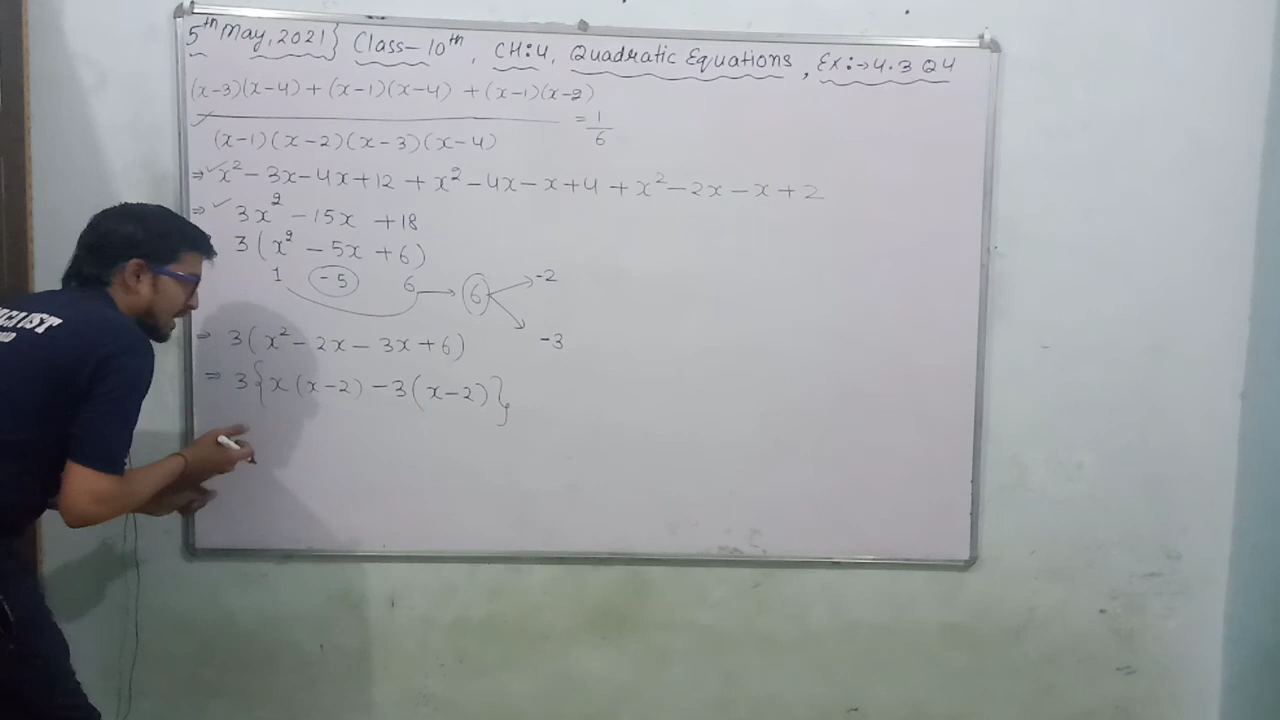 5th May, 2021} Class-10th, CH:4, Quadratic Equations, Ex:→4.3 Q4
(x-3)(x-4) + (x-1)(x-4) + (x-1)(x-2)
= 1/6
(x-1)(x-2)(x-3)(x-4)
⇒ ✓ x² - 3x - 4x + 12 + x² - 4x - x + 4 + x² - 2x - x + 2
⇒ ✓ 3x² - 15x + 18
3(x² - 5x + 6)
1 -5 6 → 6 -2
-3
⇒ 3(x² - 2x - 3x + 6)
⇒ 3{x(x-2) - 3(x-2)}